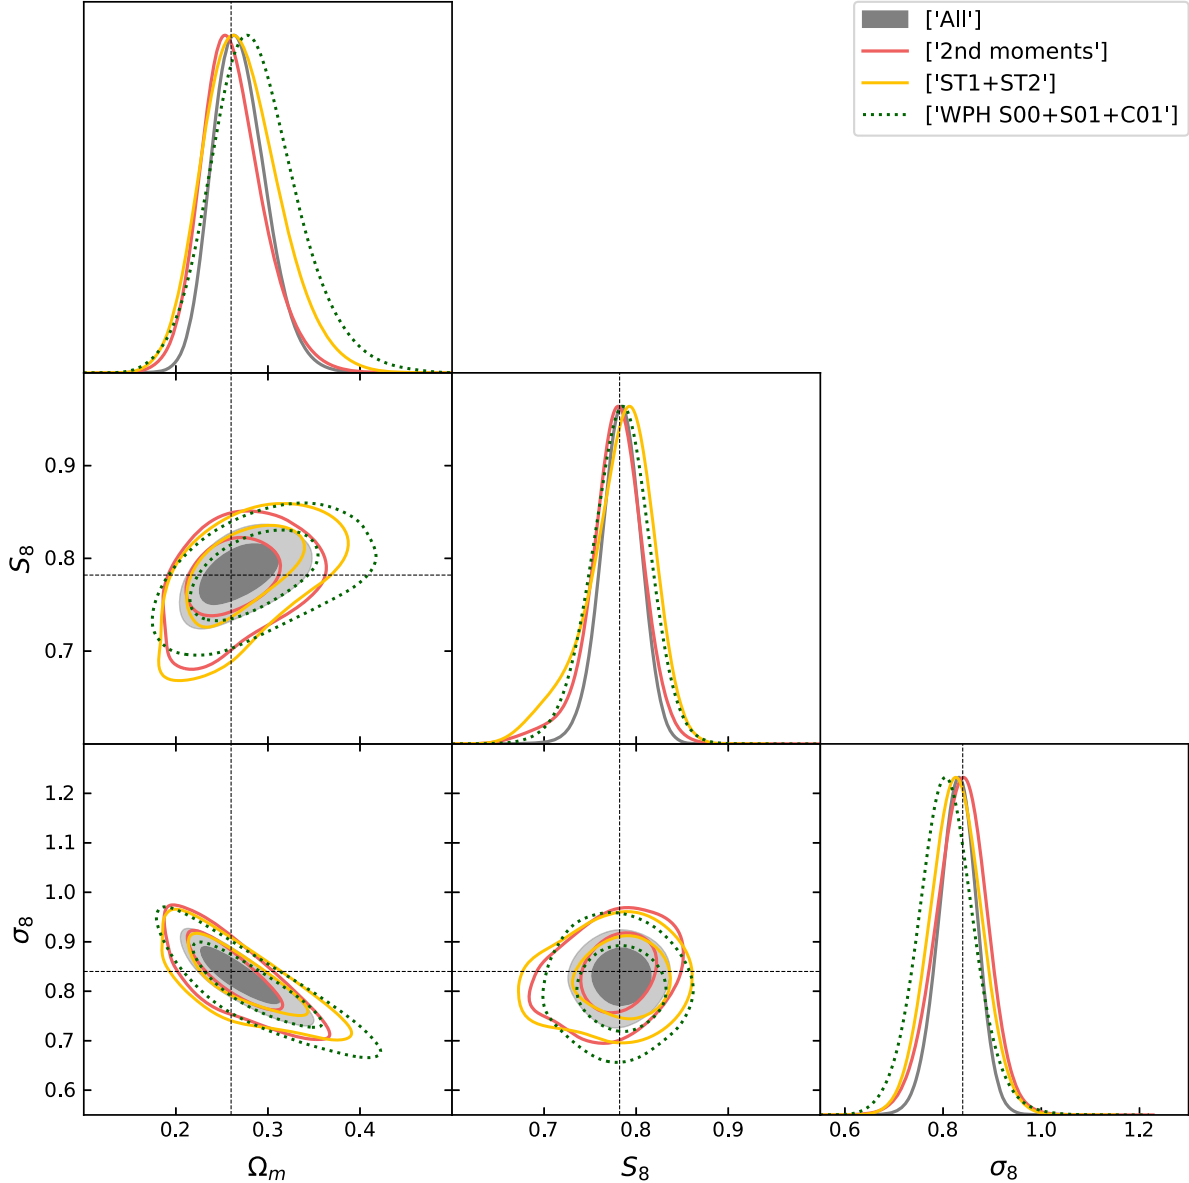 ['All']
['2nd moments']
['ST1+ST2']
['WPH S00+S01+C01']
0.9
0.8
0.7
S₈
1.2
1.1
1.0
0.9
0.8
0.7
0.6
σ₈
0.2 0.3 0.4
Ωₘ
0.7 0.8 0.9
S₈
0.6 0.8 1.0 1.2
σ₈